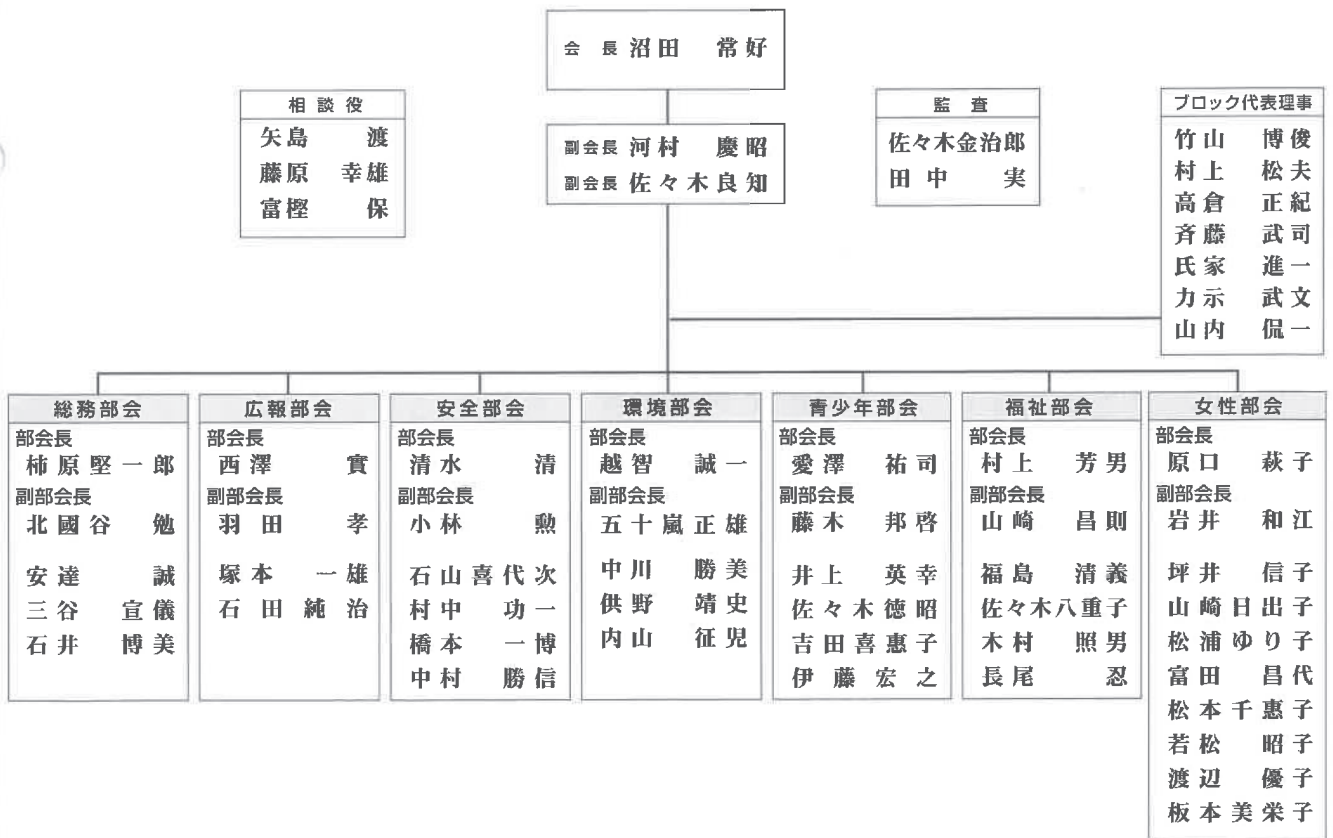 会 長 沼田 常好
相 談 役
矢島 渡
藤原 幸雄
富樫 保
副会長 河村 慶昭
副会長 佐々木良知
監 査
佐々木金治郎
田中 実
ブロック代表理事
竹山 博俊
村上 松夫
高倉 正紀
斉藤 武司
氏家 進一
力示 武文
山内 侃一
総務部会
部会長
柿原堅一郎
副部会長
北國谷 勉
安達 誠
三谷 宣儀
石井 博美
広報部会
部会長
西澤 實
副部会長
羽田 孝
塚本 一雄
石田純治
安全部会
部会長
清水 清
副部会長
小林 勲
石山喜代次
村中 功一
橋本 一博
中村 勝信
環境部会
部会長
越智 誠一
副部会長
五十嵐正雄
中川 勝美
供野 靖史
内山 征児
青少年部会
部会長
愛澤 祐司
副部会長
藤木 邦啓
井上 英幸
佐々木徳昭
吉田喜惠子
伊藤宏之
福祉部会
部会長
村上 芳男
副部会長
山崎 昌則
福島 清義
佐々木八重子
木村 照男
長尾 忍
女性部会
部会長
原口 萩子
副部会長
岩井 和江
坪井 信子
山崎日出子
松浦ゆり子
富田 昌代
松本千惠子
若松 昭子
渡辺 優子
板本美栄子